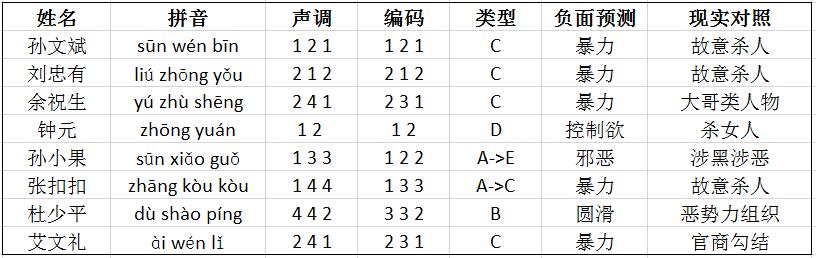 姓名 拼音 声调 编码 类型 负面预测 现实对照
孙文斌 sūn wén bīn 1 2 1 1 2 1 C 暴力 故意杀人
刘忠有 liú zhōng yǒu 2 1 2 2 1 2 C 暴力 故意杀人
余祝生 yú zhù shēng 2 4 1 2 3 1 C 暴力 大哥类人物
钟元 zhōng yuán 1 2 1 2 D 控制欲 杀女人
孙小果 sūn xiǎo guǒ 1 3 3 1 2 2 A->E 邪恶 涉黑涉恶
张扣扣 zhāng kòu kòu 1 4 4 1 3 3 A->C 暴力 故意杀人
杜少平 dù shào píng 4 4 2 3 3 2 B 圆滑 恶势力组织
艾文礼 ài wén lǐ 2 4 1 2 3 1 C 暴力 官商勾结